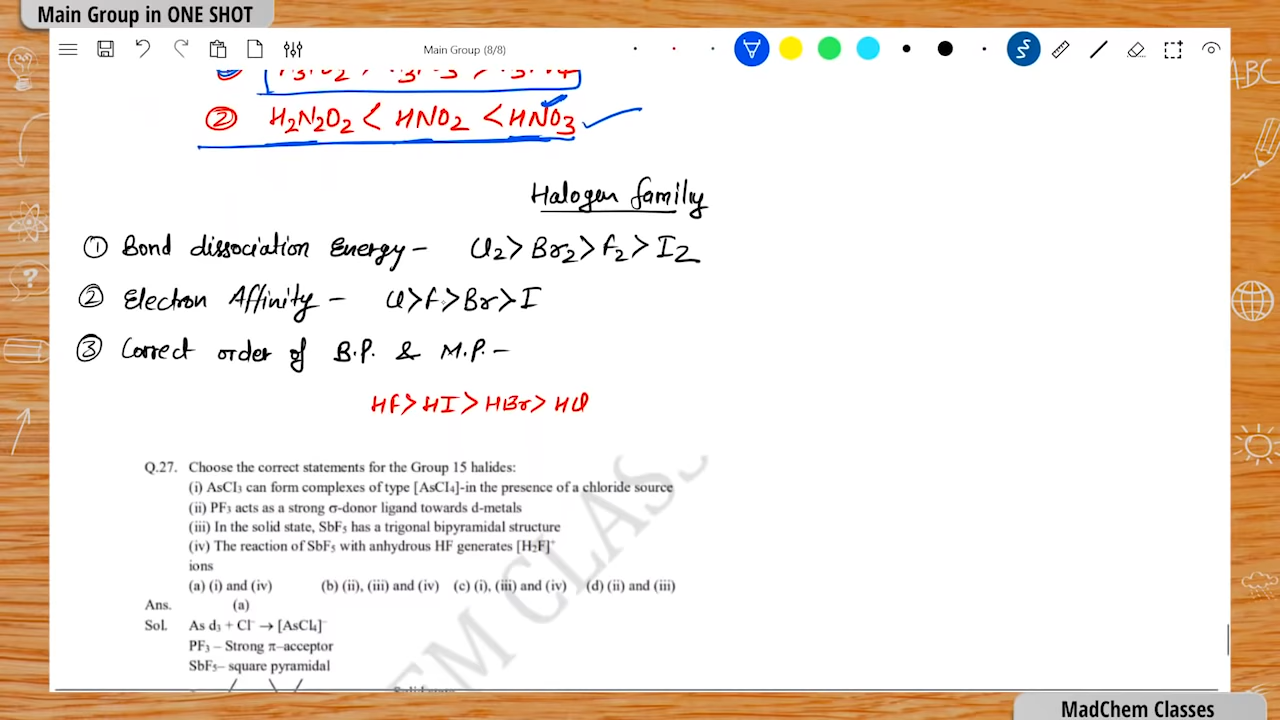 Main Group in ONE SHOT
Main Group (8/8)
② H2N2O2 < HNO2 < HNO3
ABC
Halogen family
① Bond dissociation Energy – Cl2 > Br2 > F2 > I2
② Electron Affinity – Cl > F > Br > I
③ Correct order of B.P. & M.P. –
HF > HI > HBr > HCl
Q.27. Choose the correct statements for the Group 15 halides:
(i) AsCl3 can form complexes of type [AsCl4]-in the presence of a chloride source
(ii) PF3 acts as a strong σ-donor ligand towards d-metals
(iii) In the solid state, SbF5 has a trigonal bipyramidal structure
(iv) The reaction of SbF5 with anhydrous HF generates [H2F]+
ions
(a) (i) and (iv) (b) (ii), (iii) and (iv) (c) (i), (iii) and (iv) (d) (ii) and (iii)
Ans. (a)
Sol. As d3 + Cl- → [AsCl4]-
PF3 – Strong π–acceptor
SbF5– square pyramidal
EM CLASS
MadChem Classes